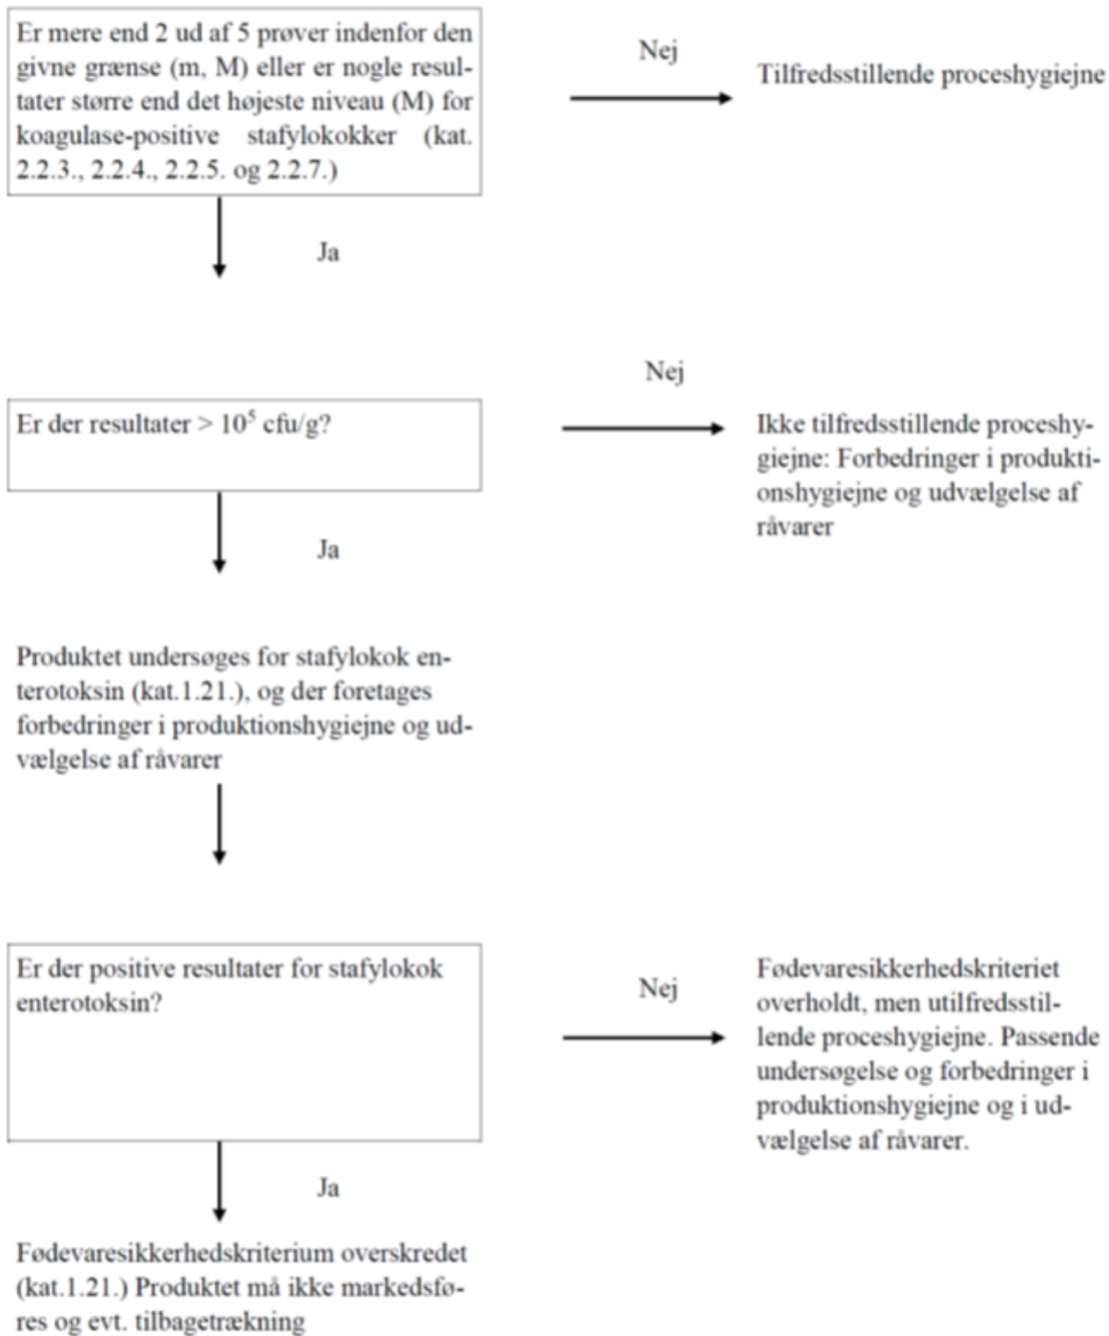 Er mere end 2 ud af 5 prøver indenfor den
givne grænse (m, M) eller er nogle resul-
tater større end det højeste niveau (M) for
koagulase-positive stafylokokker (kat.
2.2.3., 2.2.4., 2.2.5. og 2.2.7.)
Nej
Tilfredsstillende proceshygiejne
Ja
Er der resultater > 10⁵ cfu/g?
Nej
Ikke tilfredsstillende proceshy-
giejne: Forbedringer i produkti-
onshygiejne og udvælgelse af
råvarer
Ja
Produktet undersøges for stafylokok en-
terotoksin (kat.1.21.), og der foretages
forbedringer i produktionshygiejne og ud-
vælgelse af råvarer
Er der positive resultater for stafylokok
enterotoksin?
Nej
Fødevaresikkerhedskriteriet
overholdt, men utilfredsstil-
lende proceshygiejne. Passende
undersøgelse og forbedringer i
produktionshygiejne og i ud-
vælgelse af råvarer.
Ja
Fødevaresikkerhedskriterium overskredet
(kat.1.21.) Produktet må ikke markedsfø-
res og evt. tilbagetrækning